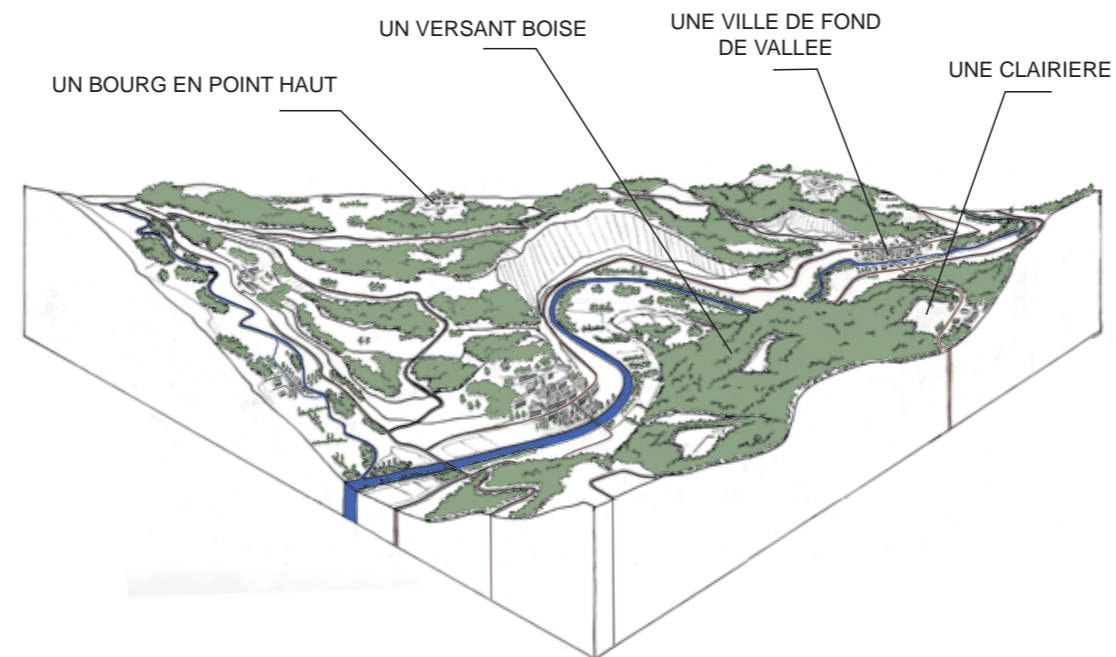 UN BOURG EN POINT HAUT
UN VERSANT BOISE
UNE VILLE DE FOND
DE VALLEE
UNE CLAIRIERE